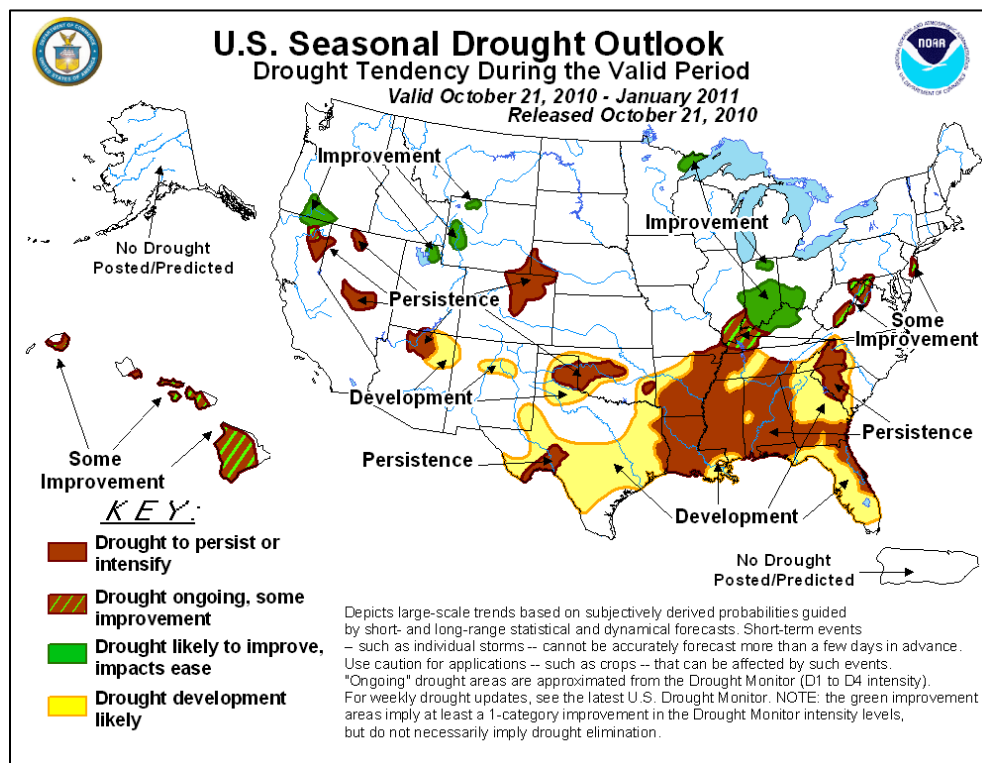 U.S. Seasonal Drought Outlook
Drought Tendency During the Valid Period
Valid October 21, 2010 - January 2011
Released October 21, 2010
DEPARTMENT OF COMMERCE
UNITED STATES OF AMERICA
NOAA
Improvement
No Drought
Posted/Predicted
Improvement
Persistence
Some
Improvement
Development
Persistence
Persistence
Some
Improvement
Development
No Drought
Posted/Predicted
KEY:
Drought to persist or
intensify
Drought ongoing, some
improvement
Drought likely to improve,
impacts ease
Drought development
likely
Depicts large-scale trends based on subjectively derived probabilities guided
by short- and long-range statistical and dynamical forecasts. Short-term events
-- such as individual storms -- cannot be accurately forecast more than a few days in advance.
Use caution for applications -- such as crops -- that can be affected by such events.
"Ongoing" drought areas are approximated from the Drought Monitor (D1 to D4 intensity).
For weekly drought updates, see the latest U.S. Drought Monitor. NOTE: the green improvement
areas imply at least a 1-category improvement in the Drought Monitor intensity levels,
but do not necessarily imply drought elimination.